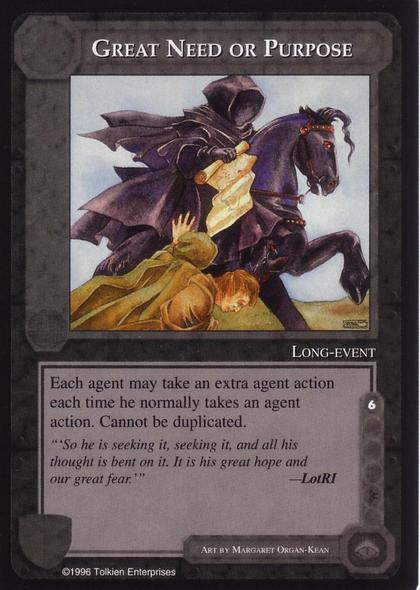 GREAT NEED OR PURPOSE
LONG-EVENT
Each agent may take an extra agent action
each time he normally takes an agent
action. Cannot be duplicated.
6
“‘So he is seeking it, seeking it, and all his
thought is bent on it. It is his great hope and
our great fear.’”
—LotRI
ART BY MARGARET ORGAN-KEAN
©1996 Tolkien Enterprises